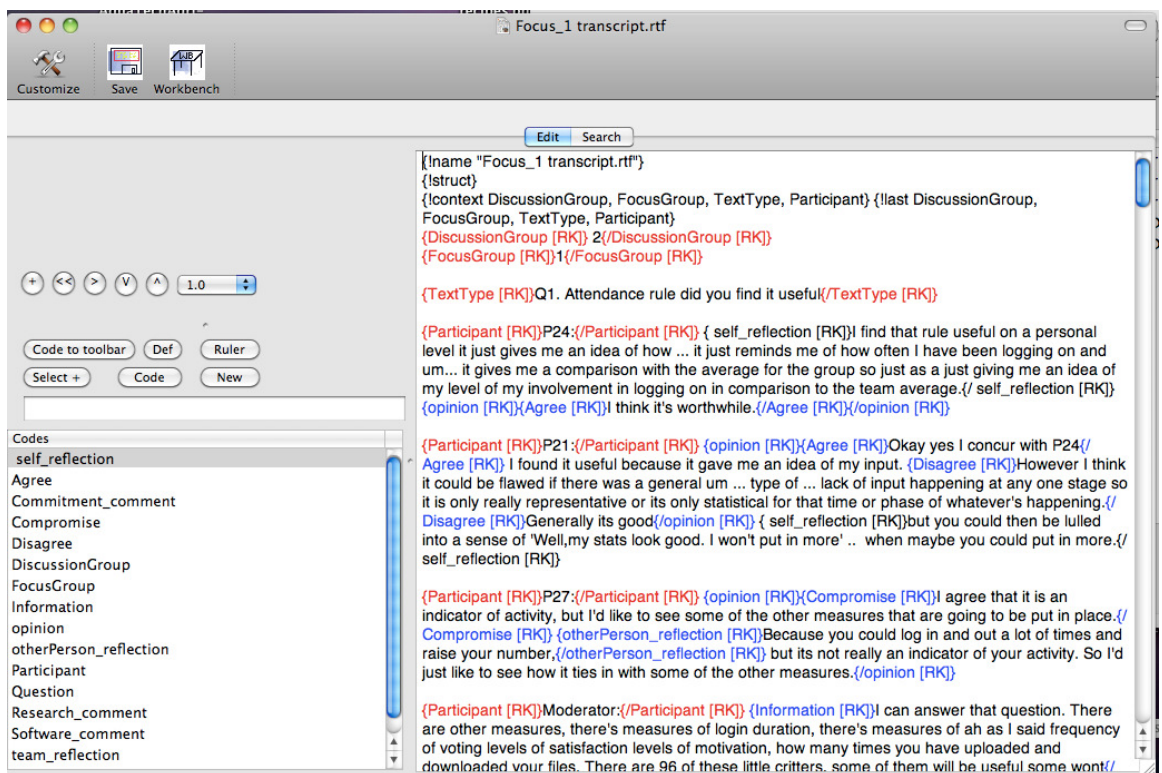 Focus_1 transcript.rtf
Customize
Save
Workbench
Edit
Search
1.0
Code to toolbar
Def
Ruler
Select +
Code
New
Codes
self_reflection
Agree
Commitment_comment
Compromise
Disagree
DiscussionGroup
FocusGroup
Information
opinion
otherPerson_reflection
Participant
Question
Research_comment
Software_comment
team_reflection
{!name "Focus_1 transcript.rtf"}
{!struct}
{!context DiscussionGroup, FocusGroup, TextType, Participant} {!last DiscussionGroup,
FocusGroup, TextType, Participant}
{DiscussionGroup [RK]} 2{/DiscussionGroup [RK]}
{FocusGroup [RK]}1{/FocusGroup [RK]}
{TextType [RK]}Q1. Attendance rule did you find it useful{/TextType [RK]}
{Participant [RK]}P24:{/Participant [RK]} { self_reflection [RK]}I find that rule useful on a personal
level it just gives me an idea of how ... it just reminds me of how often I have been logging on and
um... it gives me a comparison with the average for the group so just as a just giving me an idea of
my level of my involvement in logging on in comparison to the team average.{/ self_reflection [RK]}
{opinion [RK]}{Agree [RK]}I think it's worthwhile.{/Agree [RK]}{/opinion [RK]}
{Participant [RK]}P21:{/Participant [RK]} {opinion [RK]}{Agree [RK]}Okay yes I concur with P24{/
Agree [RK]} I found it useful because it gave me an idea of my input. {Disagree [RK]}However I think
it could be flawed if there was a general um ... type of ... lack of input happening at any one stage so
it is only really representative or its only statistical for that time or phase of whatever's happening.{/
Disagree [RK]}Generally its good{/opinion [RK]} { self_reflection [RK]}but you could then be lulled
into a sense of 'Well,my stats look good. I won't put in more' .. when maybe you could put in more.{/
self_reflection [RK]}
{Participant [RK]}P27:{/Participant [RK]} {opinion [RK]}{Compromise [RK]}I agree that it is an
indicator of activity, but I'd like to see some of the other measures that are going to be put in place.{/
Compromise [RK]} {otherPerson_reflection [RK]}Because you could log in and out a lot of times and
raise your number,{/otherPerson_reflection [RK]} but its not really an indicator of your activity. So I'd
just like to see how it ties in with some of the other measures.{/opinion [RK]}
{Participant [RK]}Moderator:{/Participant [RK]} {Information [RK]}I can answer that question. There
are other measures, there's measures of login duration, there's measures of ah as I said frequency
of voting levels of satisfaction levels of motivation, how many times you have uploaded and
downloaded your files. There are 96 of these little critters. some of them will be useful some wont{/